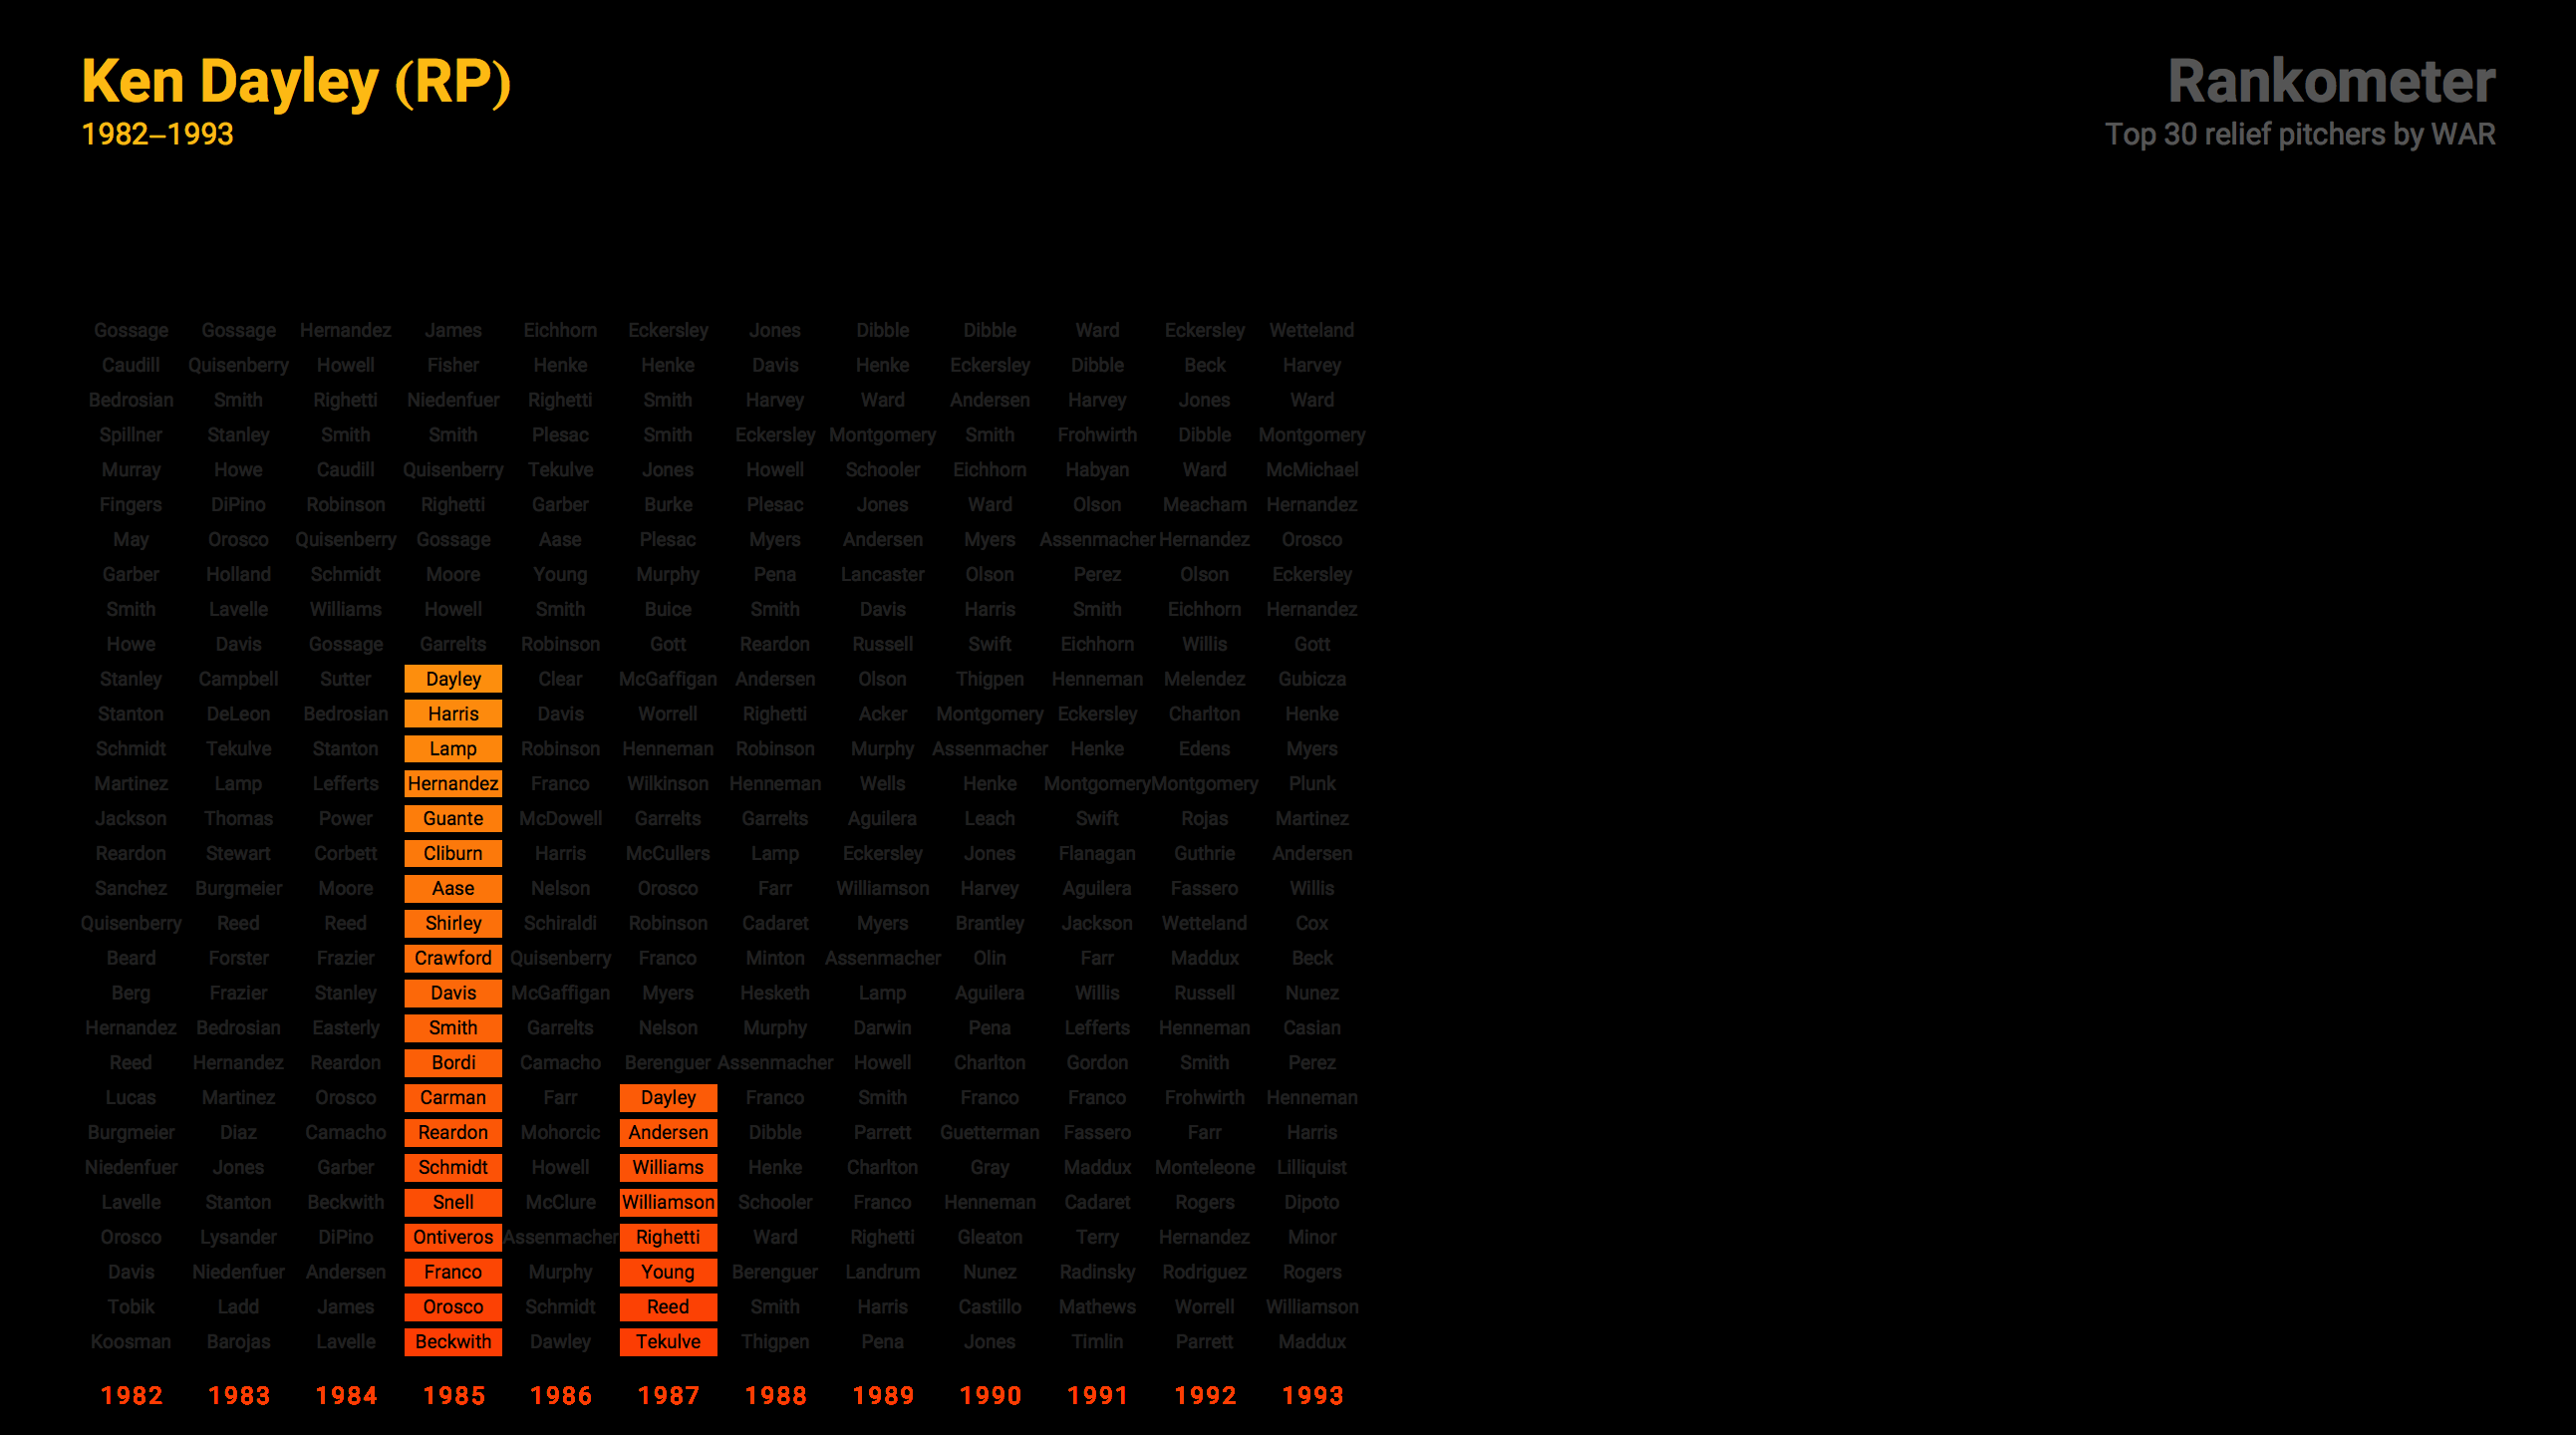 Ken Dayley (RP)
1982–1993
Rankometer
Top 30 relief pitchers by WAR
Gossage Gossage Hernandez James Eichhorn Eckersley Jones Dibble Dibble Ward Eckersley Wetteland
Caudill Quisenberry Howell Fisher Henke Henke Davis Henke Eckersley Dibble Beck Harvey
Bedrosian Smith Righetti Niedenfuer Righetti Smith Harvey Ward Andersen Harvey Jones Ward
Spillner Stanley Smith Smith Plesac Smith Eckersley Montgomery Smith Frohwirth Dibble Montgomery
Murray Howe Caudill Quisenberry Tekulve Jones Howell Schooler Eichhorn Habyan Ward McMichael
Fingers DiPino Robinson Righetti Garber Burke Plesac Jones Ward Olson Meacham Hernandez
May Orosco Quisenberry Gossage Aase Plesac Myers Andersen Myers Assenmacher Hernandez Orosco
Garber Holland Schmidt Moore Young Murphy Pena Lancaster Olson Perez Olson Eckersley
Smith Lavelle Williams Howell Smith Buice Smith Davis Harris Smith Eichhorn Hernandez
Howe Davis Gossage Garrelts Robinson Gott Reardon Russell Swift Eichhorn Willis Gott
Stanley Campbell Sutter Dayley Clear McGaffigan Andersen Olson Thigpen Henneman Melendez Gubicza
Stanton DeLeon Bedrosian Harris Davis Worrell Righetti Acker Montgomery Eckersley Charlton Henke
Schmidt Tekulve Stanton Lamp Robinson Henneman Robinson Murphy Assenmacher Henke Edens Myers
Martinez Lamp Lefferts Hernandez Franco Wilkinson Henneman Wells Henke Montgomery Montgomery Plunk
Jackson Thomas Power Guante McDowell Garrelts Garrelts Aguilera Leach Swift Rojas Martinez
Reardon Stewart Corbett Cliburn Harris McCullers Lamp Eckersley Jones Flanagan Guthrie Andersen
Sanchez Burgmeier Moore Aase Nelson Orosco Farr Williamson Harvey Aguilera Fassero Willis
Quisenberry Reed Reed Shirley Schiraldi Robinson Cadaret Myers Brantley Jackson Wetteland Cox
Beard Forster Frazier Crawford Quisenberry Franco Minton Assenmacher Olin Farr Maddux Beck
Berg Frazier Stanley Davis McGaffigan Myers Hesketh Lamp Aguilera Willis Russell Nunez
Hernandez Bedrosian Easterly Smith Garrelts Nelson Murphy Darwin Pena Lefferts Henneman Casian
Reed Hernandez Reardon Bordi Camacho Berenguer Assenmacher Howell Charlton Gordon Smith Perez
Lucas Martinez Orosco Carman Farr Dayley Franco Smith Franco Franco Frohwirth Henneman
Burgmeier Diaz Camacho Reardon Mohorcic Andersen Dibble Parrett Guetterman Fassero Farr Harris
Niedenfuer Jones Garber Schmidt Howell Williams Henke Charlton Gray Maddux Monteleone Lilliquist
Lavelle Stanton Beckwith Snell McClure Williamson Schooler Franco Henneman Cadaret Rogers Dipoto
Orosco Lysander DiPino Ontiveros Assenmacher Righetti Ward Righetti Gleaton Terry Hernandez Minor
Davis Niedenfuer Andersen Franco Murphy Young Berenguer Landrum Nunez Radinsky Rodriguez Rogers
Tobik Ladd James Orosco Schmidt Reed Smith Harris Castillo Mathews Worrell Williamson
Koosman Barojas Lavelle Beckwith Dawley Tekulve Thigpen Pena Jones Timlin Parrett Maddux
1982 1983 1984 1985 1986 1987 1988 1989 1990 1991 1992 1993